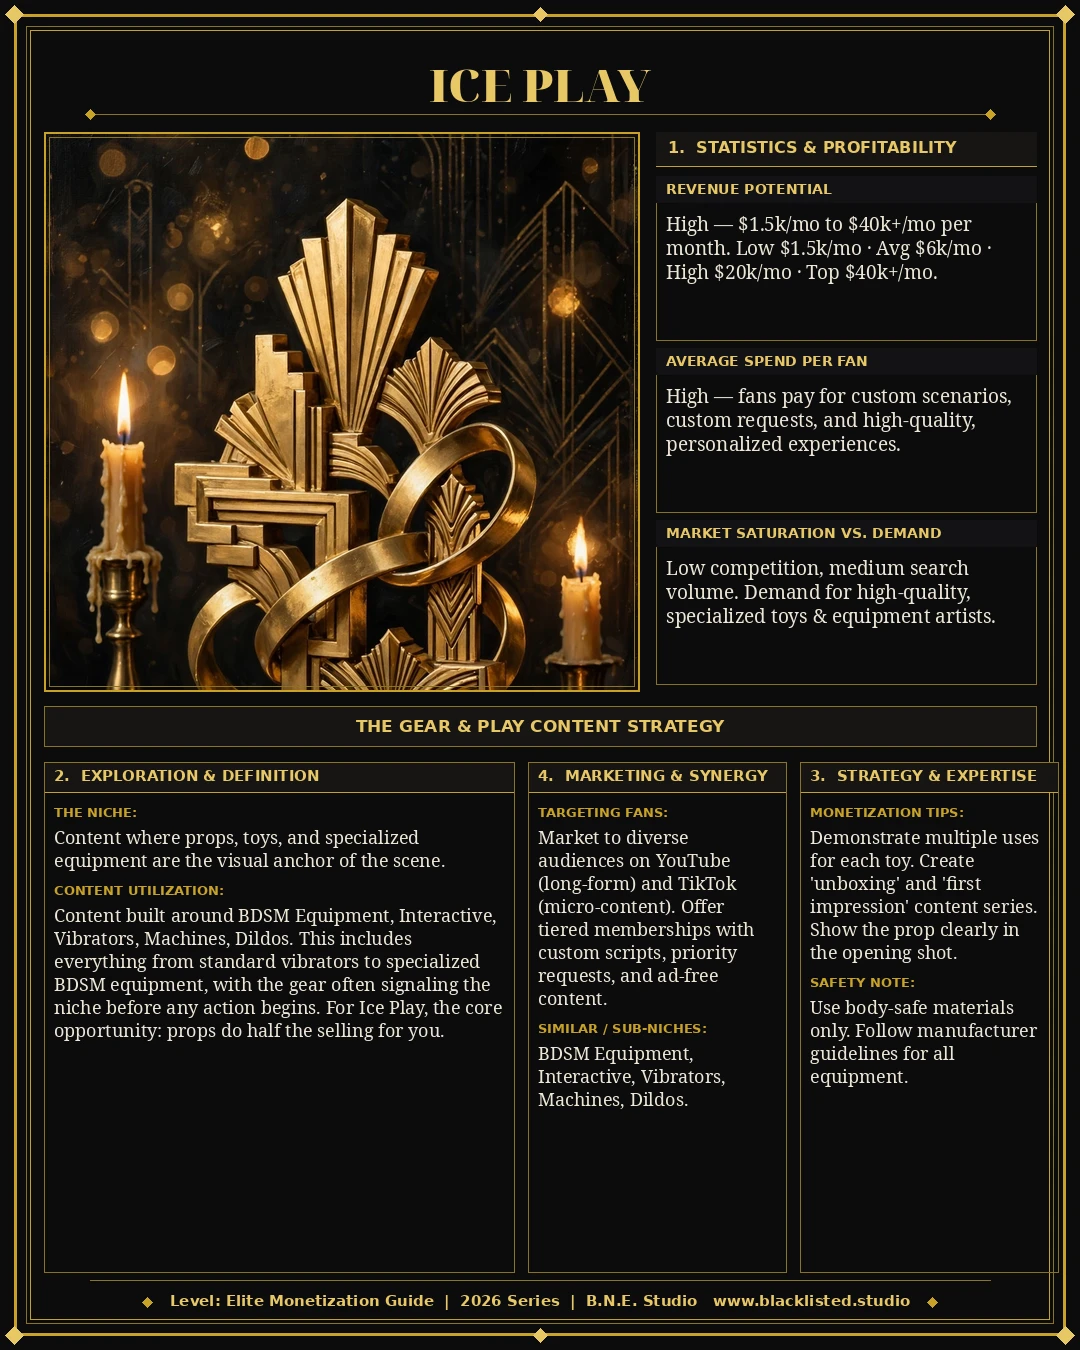 ICE PLAY
1. STATISTICS & PROFITABILITY
REVENUE POTENTIAL
High — $1.5k/mo to $40k+/mo per
month. Low $1.5k/mo · Avg $6k/mo ·
High $20k/mo · Top $40k+/mo.
AVERAGE SPEND PER FAN
High — fans pay for custom scenarios,
custom requests, and high-quality,
personalized experiences.
MARKET SATURATION VS. DEMAND
Low competition, medium search
volume. Demand for high-quality,
specialized toys & equipment artists.
THE GEAR & PLAY CONTENT STRATEGY
2. EXPLORATION & DEFINITION
THE NICHE:
Content where props, toys, and specialized
equipment are the visual anchor of the scene.
CONTENT UTILIZATION:
Content built around BDSM Equipment, Interactive,
Vibrators, Machines, Dildos. This includes
everything from standard vibrators to specialized
BDSM equipment, with the gear often signaling the
niche before any action begins. For Ice Play, the core
opportunity: props do half the selling for you.
4. MARKETING & SYNERGY
TARGETING FANS:
Market to diverse
audiences on YouTube
(long-form) and TikTok
(micro-content). Offer
tiered memberships with
custom scripts, priority
requests, and ad-free
content.
SIMILAR / SUB-NICHES:
BDSM Equipment,
Interactive, Vibrators,
Machines, Dildos.
3. STRATEGY & EXPERTISE
MONETIZATION TIPS:
Demonstrate multiple uses
for each toy. Create
'unboxing' and 'first
impression' content series.
Show the prop clearly in
the opening shot.
SAFETY NOTE:
Use body-safe materials
only. Follow manufacturer
guidelines for all
equipment.
Level: Elite Monetization Guide | 2026 Series | B.N.E. Studio www.blacklisted.studio